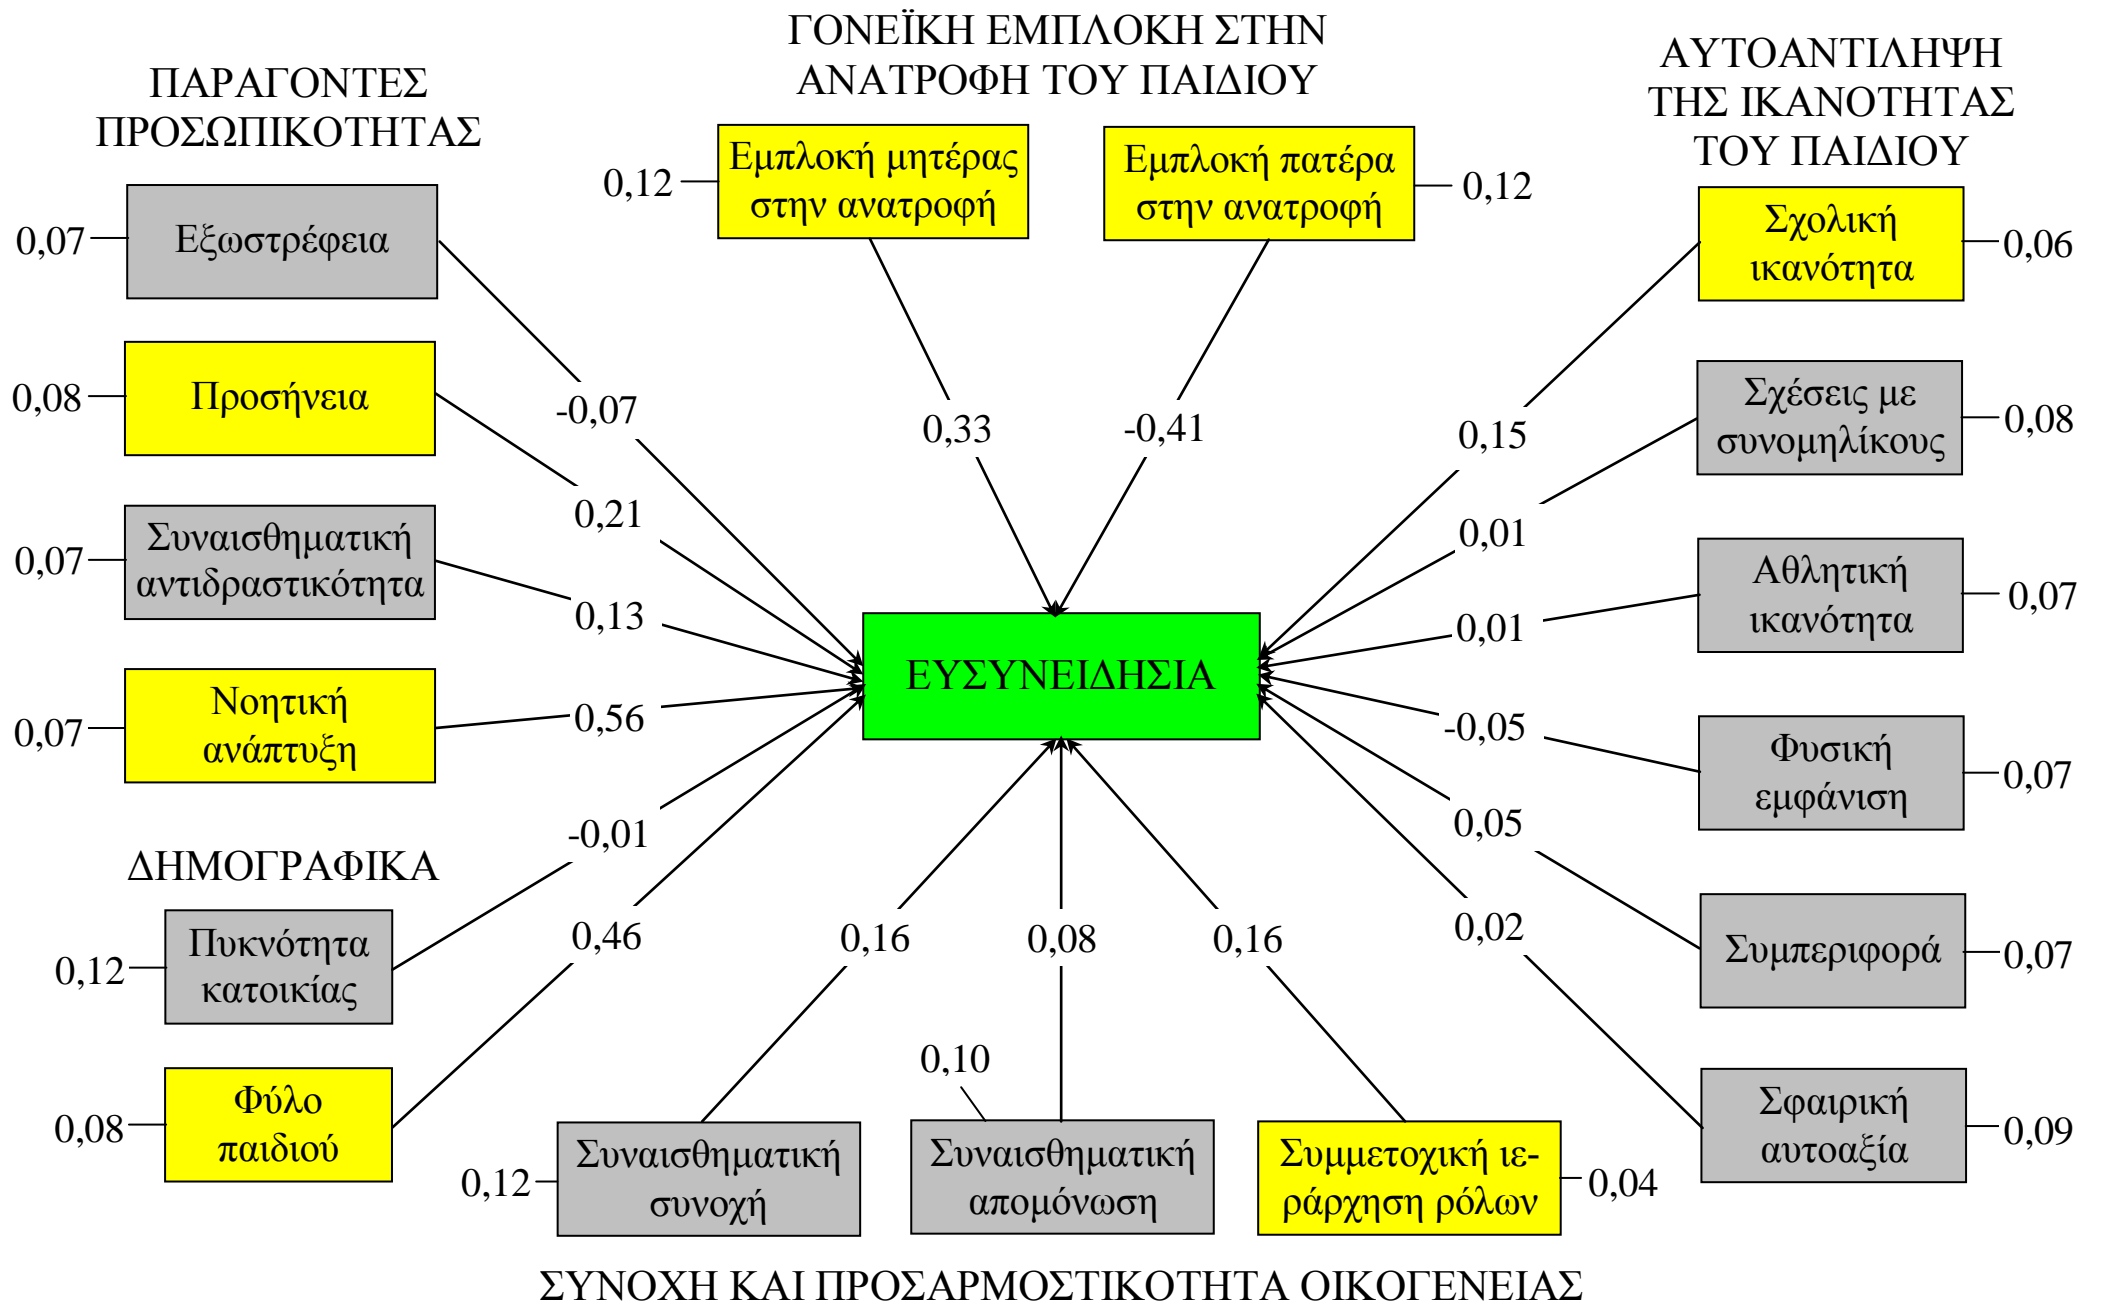 ΠΑΡΑΓΟΝΤΕΣ
ΠΡΟΣΩΠΙΚΟΤΗΤΑΣ
0,07
Εξωστρέφεια
-0,07
0,08
Προσήνεια
0,21
0,07
Συναισθηματική
αντιδραστικότητα
0,13
0,07
Νοητική
ανάπτυξη
0,56
ΔΗΜΟΓΡΑΦΙΚΑ
0,12
Πυκνότητα
κατοικίας
-0,01
0,08
Φύλο
παιδιού
0,46
ΓΟΝΕΪΚΗ ΕΜΠΛΟΚΗ ΣΤΗΝ
ΑΝΑΤΡΟΦΗ ΤΟΥ ΠΑΙΔΙΟΥ
0,12
Εμπλοκή μητέρας
στην ανατροφή
0,33
Εμπλοκή πατέρα
στην ανατροφή
0,12
-0,41
ΕΥΣΥΝΕΙΔΗΣΙΑ
ΑΥΤΟΑΝΤΙΛΗΨΗ
ΤΗΣ ΙΚΑΝΟΤΗΤΑΣ
ΤΟΥ ΠΑΙΔΙΟΥ
Σχολική
ικανότητα
0,06
0,15
Σχέσεις με
συνομηλίκους
0,08
0,01
Αθλητική
ικανότητα
0,07
0,01
Φυσική
εμφάνιση
0,07
-0,05
Συμπεριφορά
0,07
0,05
Σφαιρική
αυτοαξία
0,09
0,02
0,16
0,08
0,16
0,12
Συναισθηματική
συνοχή
0,10
Συναισθηματική
απομόνωση
Συμμετοχική ιε-
ράρχηση ρόλων
0,04
ΣΥΝΟΧΗ ΚΑΙ ΠΡΟΣΑΡΜΟΣΤΙΚΟΤΗΤΑ ΟΙΚΟΓΕΝΕΙΑΣ